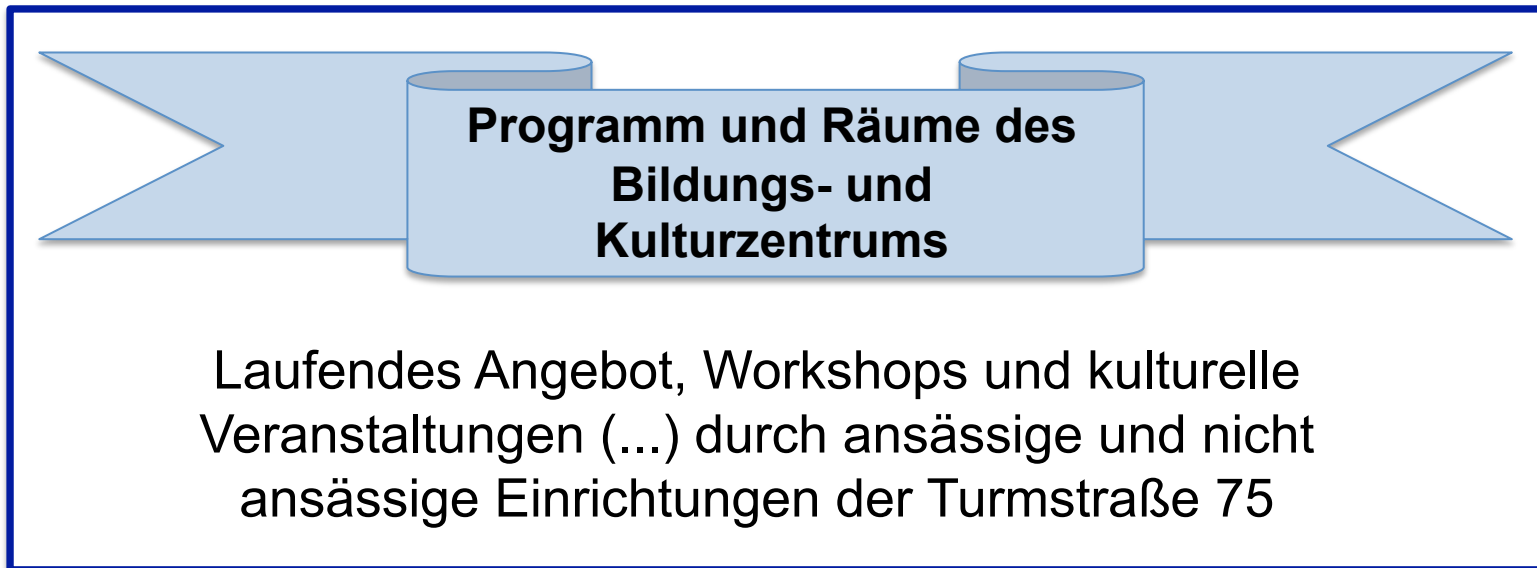 Programm und Räume des
Bildungs- und
Kulturzentrums
Laufendes Angebot, Workshops und kulturelle
Veranstaltungen (...) durch ansässige und nicht
ansässige Einrichtungen der Turmstraße 75